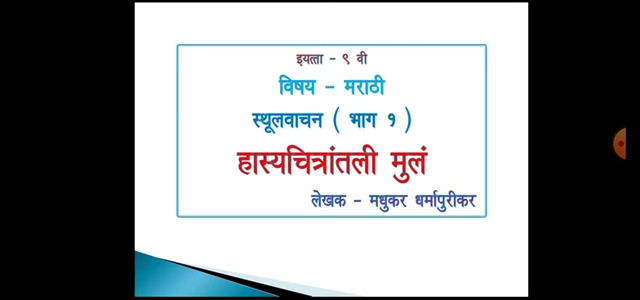 इयत्ता - ९ वी
विषय - मराठी
स्थूलवाचन ( भाग १ )
हास्यचित्रांतली मुलं
लेखक - मधुकर धर्मापुरीकर